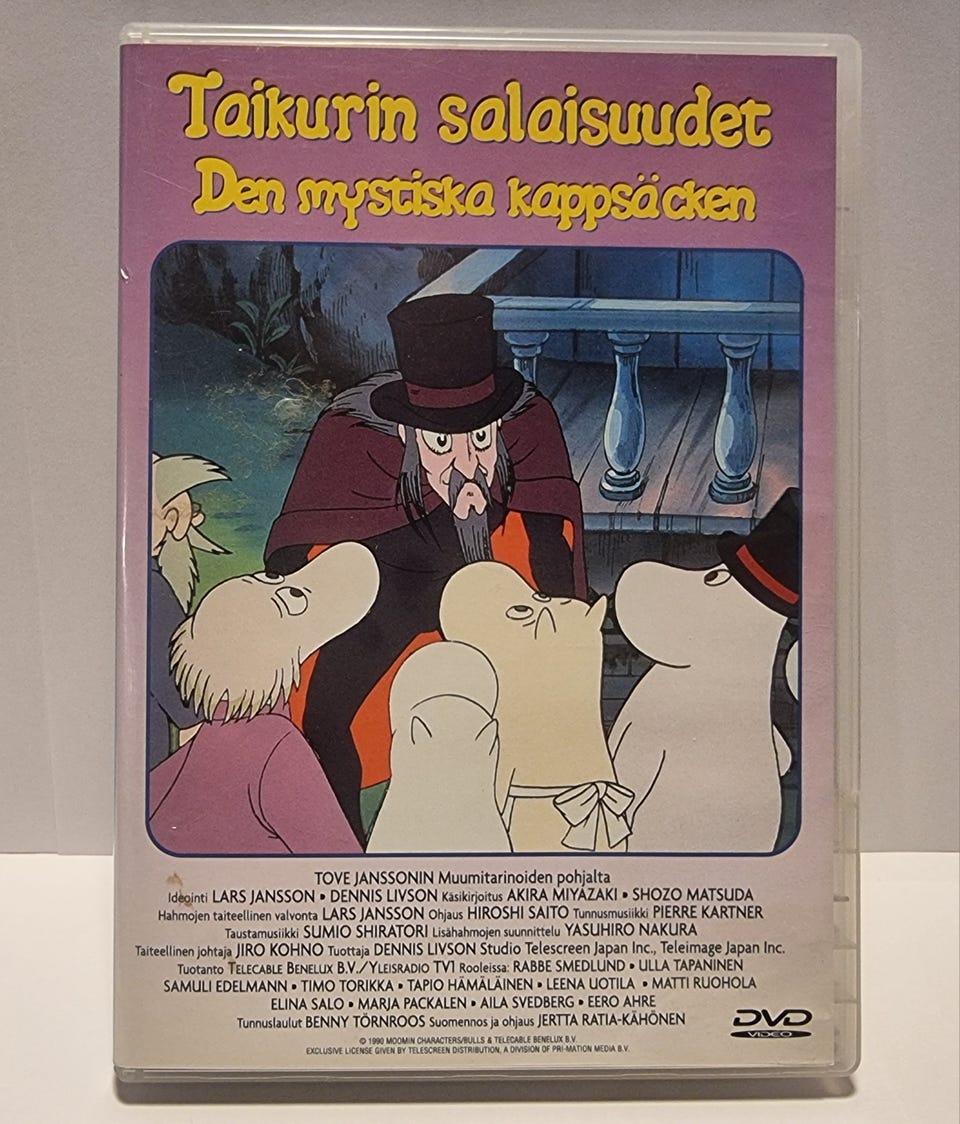 Taikurin salaisuudet
Den mystiska kappsäcken
TOVE JANSSONIN Muumitarinoiden pohjalta
Ideointi LARS JANSSON • DENNIS LIVSON Käsikirjoitus AKIRA MIYAZAKI • SHOZO MATSUDA
Hahmojen taiteellinen valvonta LARS JANSSON Ohjaus HIROSHI SAITO Tunnusmusiikki PIERRE KARTNER
Taustamusiikki SUMIO SHIRATORI Lisähahmojen suunnittelu YASUHIRO NAKURA
Taiteellinen johtaja JIRO KOHNO Tuottaja DENNIS LIVSON Studio Telescreen Japan Inc., Teleimage Japan Inc.
Tuotanto TELECABLE BENELUX B.V./YLEISRADIO TV1 Rooleissa: RABBE SMEDLUND • ULLA TAPANINEN
SAMULI EDELMANN • TIMO TORIKKA • TAPIO HÄMÄLÄINEN • LEENA UOTILA • MATTI RUOHOLA
ELINA SALO • MARJA PACKALEN • AILA SVEDBERG • EERO AHRE
Tunnuslaulut BENNY TÖRNROOS Suomennos ja ohjaus JERTTA RATIA-KÄHÖNEN
© 1990 MOOMIN CHARACTERS/BULLS & TELECABLE BENELUX B.V.
EXCLUSIVE LICENSE GIVEN BY TELESCREEN DISTRIBUTION, A DIVISION OF PRI-MATION MEDIA B.V.
DVD
VIDEO